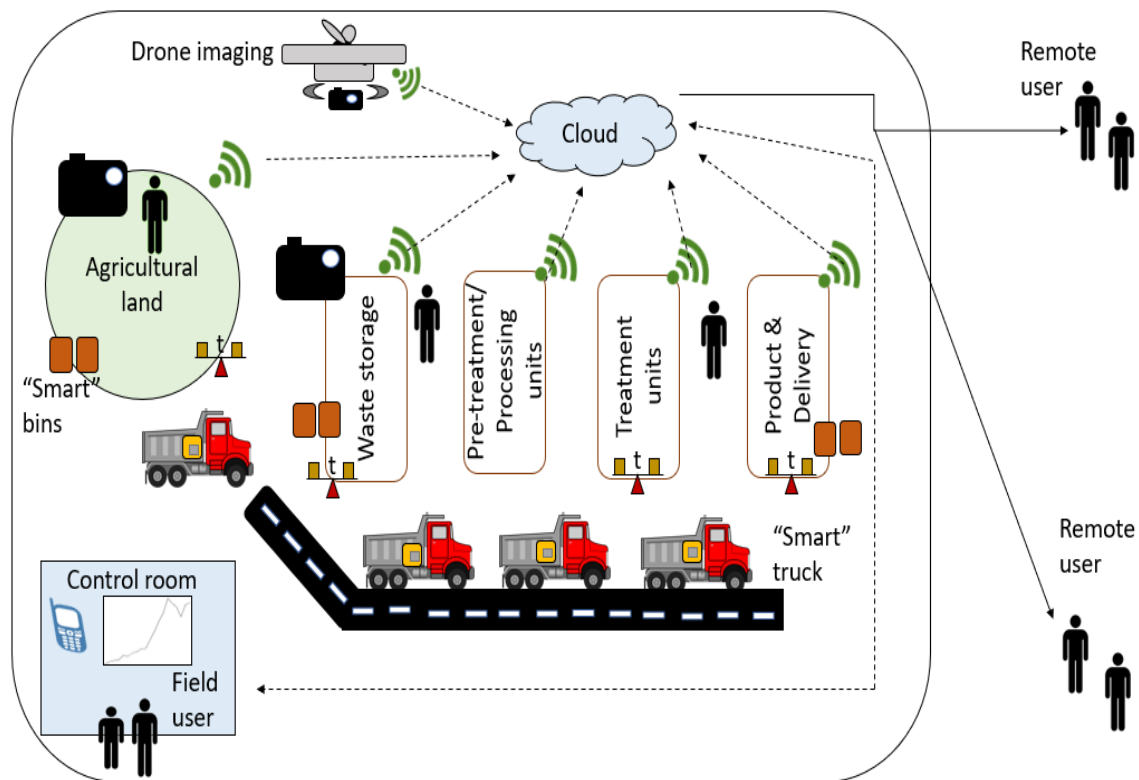 Drone imaging
Remote
user
Cloud
Agricultural
land
t
“Smart”
bins
Waste storage
t
Pre-treatment/
Processing
units
Treatment
units
t
Product &
Delivery
t
“Smart”
truck
Remote
user
Control room
Field
user